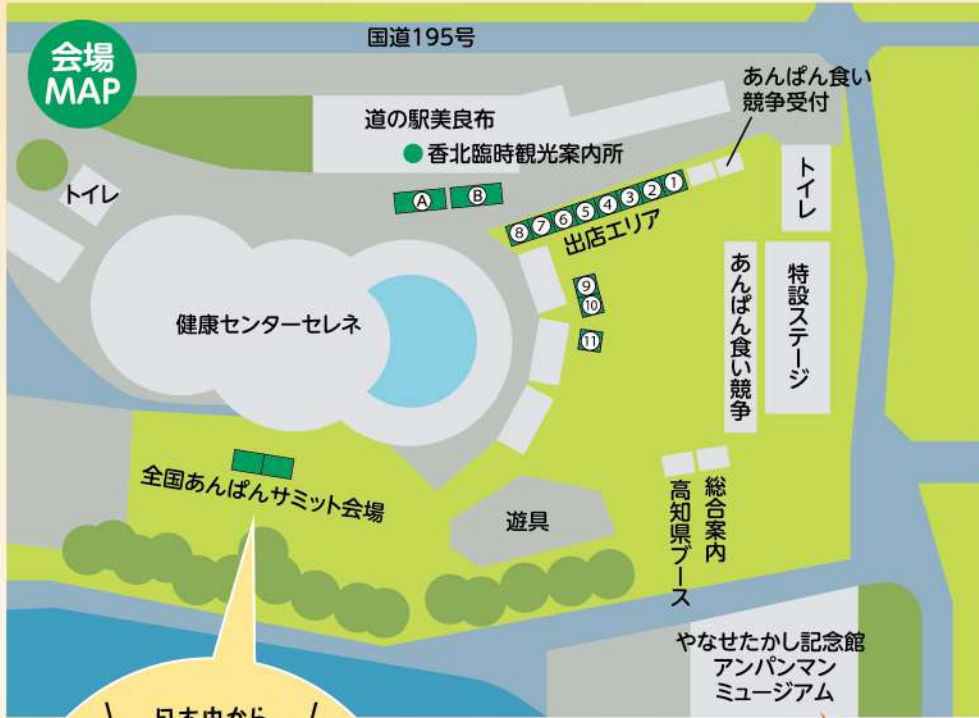 会場
MAP
国道195号
あんぱん食い
競争受付
道の駅美良布
香北臨時観光案内所
トイレ
A
B
8
7
6
5
4
3
2
1
出店エリア
トイレ
9
10
11
健康センターセレネ
あんぱん食い競争
特設ステージ
全国あんぱんサミット会場
遊具
高知県ブース
総合案内
やなせたかし記念館
アンパンマン
ミュージアム
日本中から